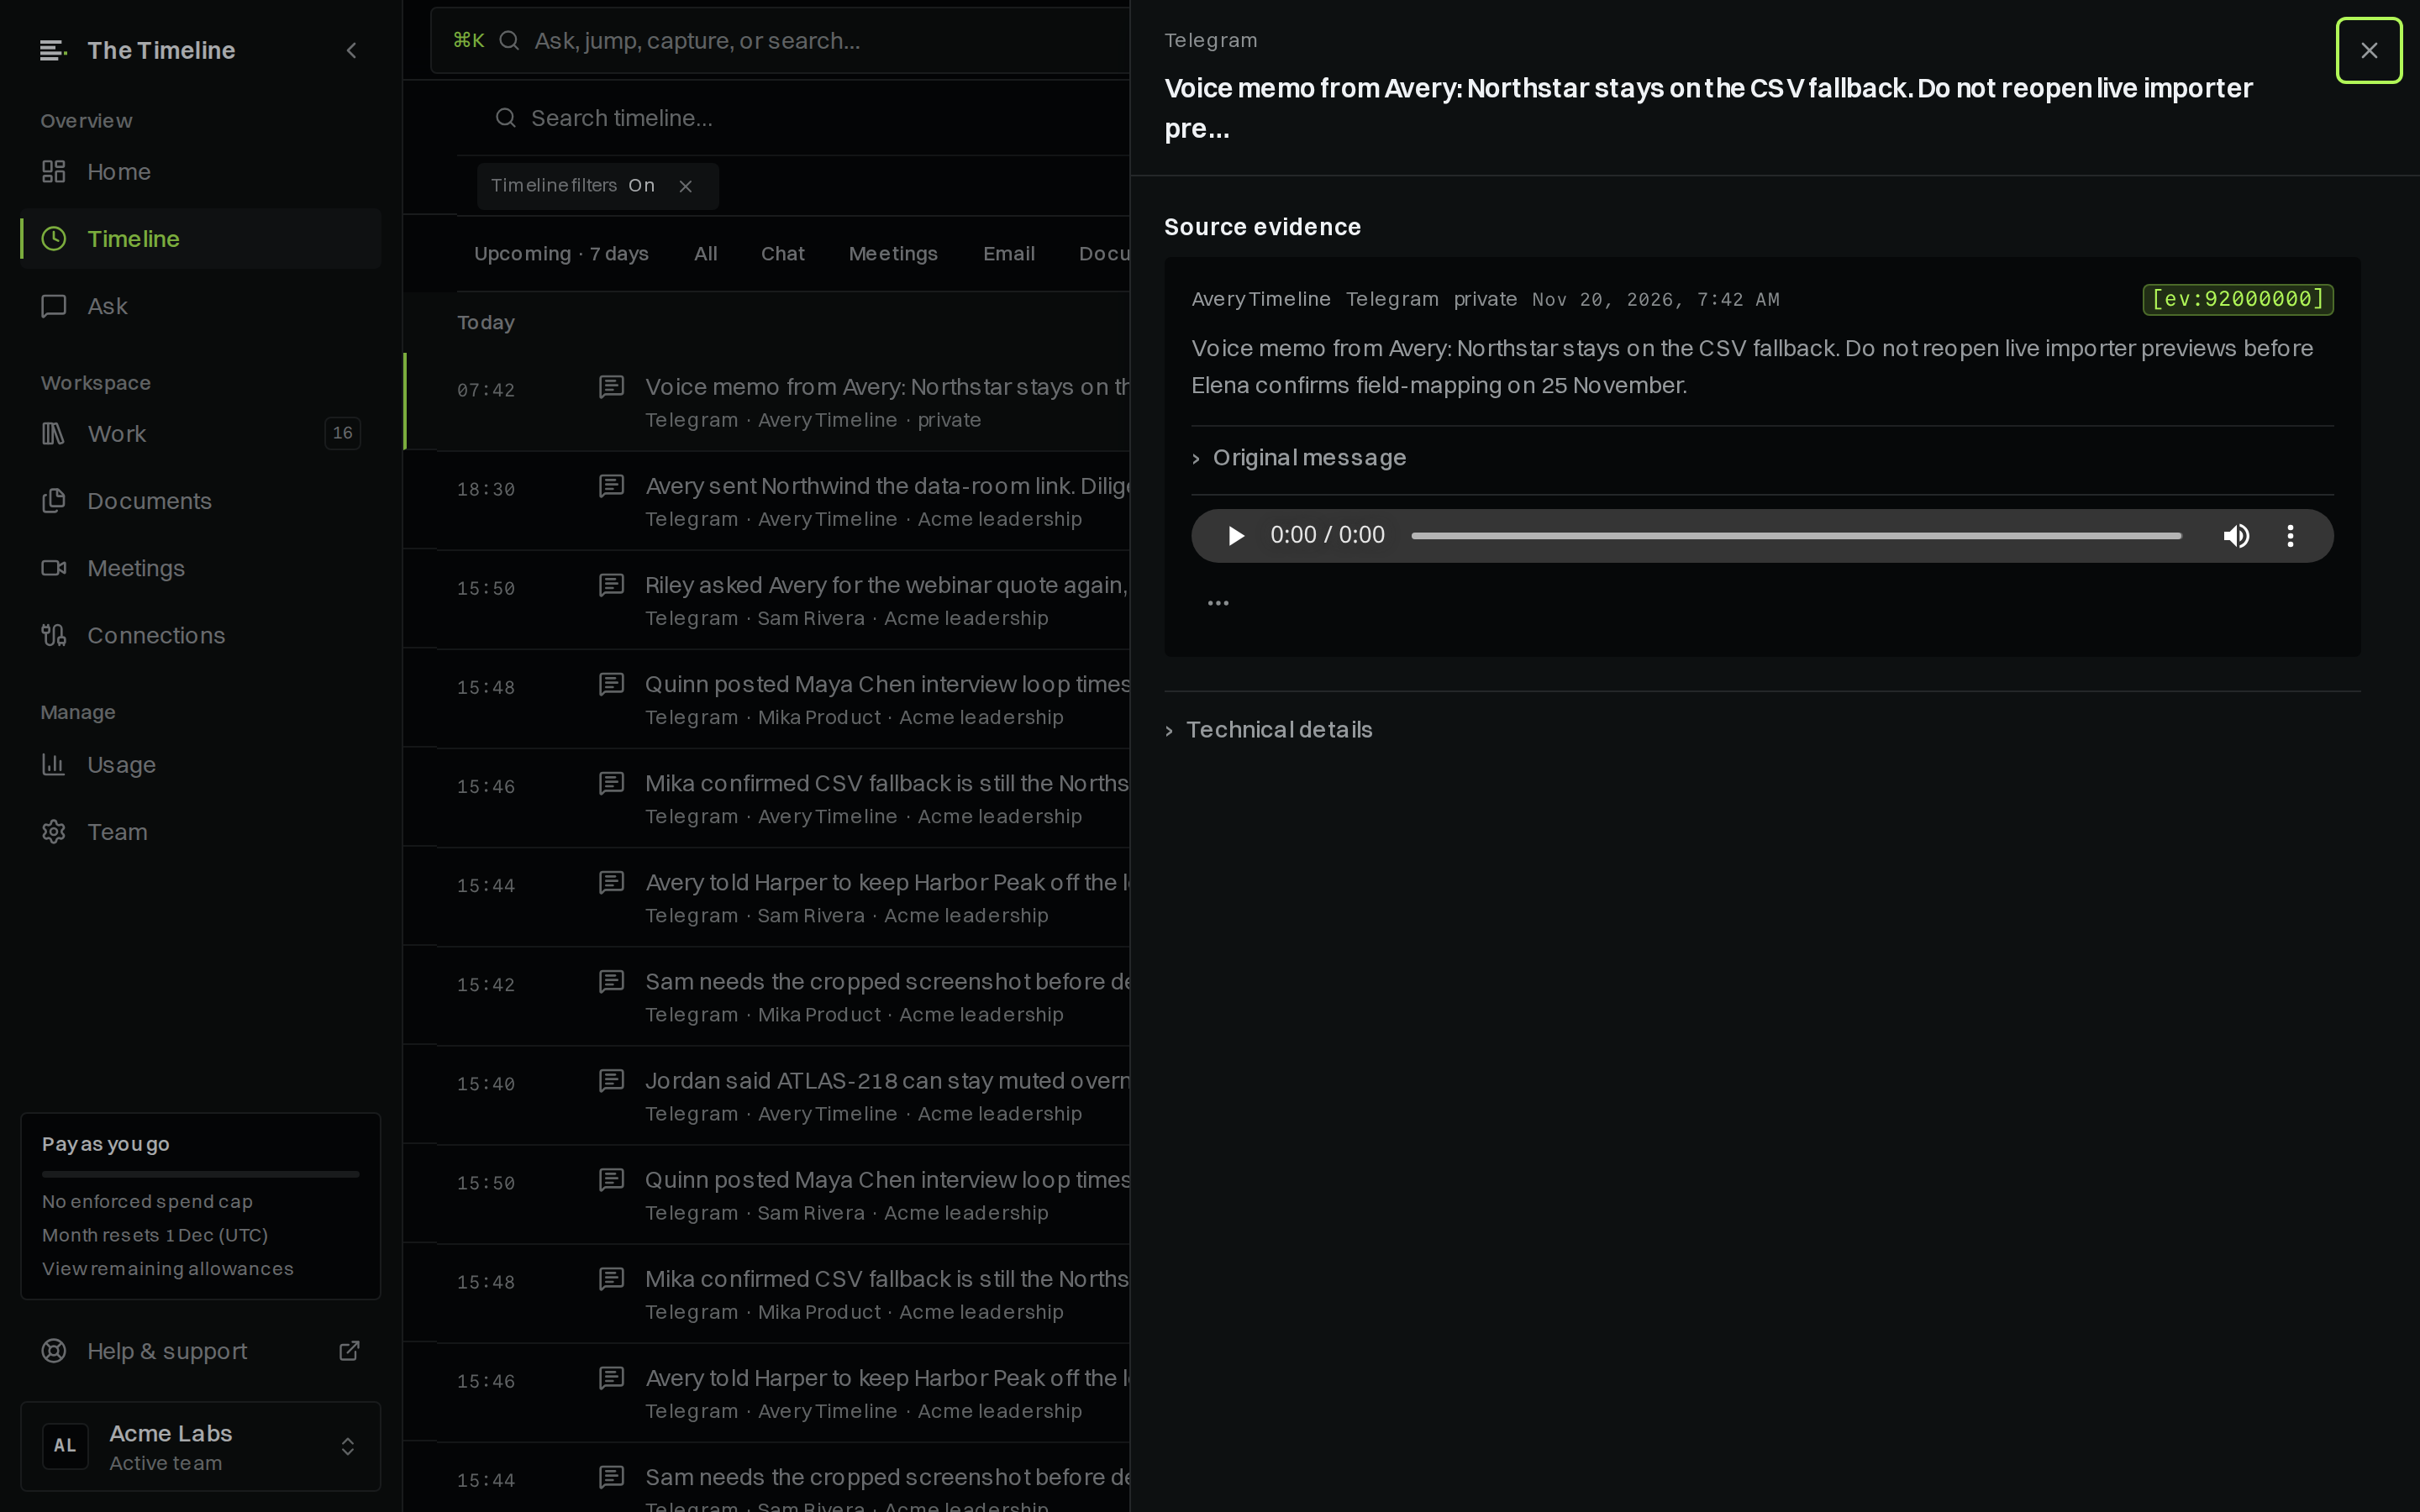 The Timeline
Overview
Home
Timeline
Ask
Workspace
Work 16
Documents
Meetings
Connections
Manage
Usage
Team
Pay as you go
No enforced spend cap
Month resets 1 Dec (UTC)
View remaining allowances
Help & support
AL
Acme Labs
Active team
⌘K Ask, jump, capture, or search...
Search timeline...
Timeline filters On
Upcoming · 7 days All Chat Meetings Email Docu
Today
07:42 Voice memo from Avery: Northstar stays on th
Telegram · Avery Timeline · private
18:30 Avery sent Northwind the data-room link. Dilige
Telegram · Avery Timeline · Acme leadership
15:50 Riley asked Avery for the webinar quote again,
Telegram · Sam Rivera · Acme leadership
15:48 Quinn posted Maya Chen interview loop times
Telegram · Mika Product · Acme leadership
15:46 Mika confirmed CSV fallback is still the Norths
Telegram · Avery Timeline · Acme leadership
15:44 Avery told Harper to keep Harbor Peak off the l
Telegram · Sam Rivera · Acme leadership
15:42 Sam needs the cropped screenshot before de
Telegram · Mika Product · Acme leadership
15:40 Jordan said ATLAS-218 can stay muted overn
Telegram · Avery Timeline · Acme leadership
15:50 Quinn posted Maya Chen interview loop times
Telegram · Sam Rivera · Acme leadership
15:48 Mika confirmed CSV fallback is still the Norths
Telegram · Mika Product · Acme leadership
15:46 Avery told Harper to keep Harbor Peak off the l
Telegram · Avery Timeline · Acme leadership
15:44 Sam needs the cropped screenshot before de
Telegram · Sam Rivera · Acme leadership
Telegram
Voice memo from Avery: Northstar stays on the CSV fallback. Do not reopen live importer
pre...
Source evidence
Avery Timeline Telegram private Nov 20, 2026, 7:42 AM [ev:92000000]
Voice memo from Avery: Northstar stays on the CSV fallback. Do not reopen live importer previews before
Elena confirms field-mapping on 25 November.
Original message
0:00 / 0:00
Technical details